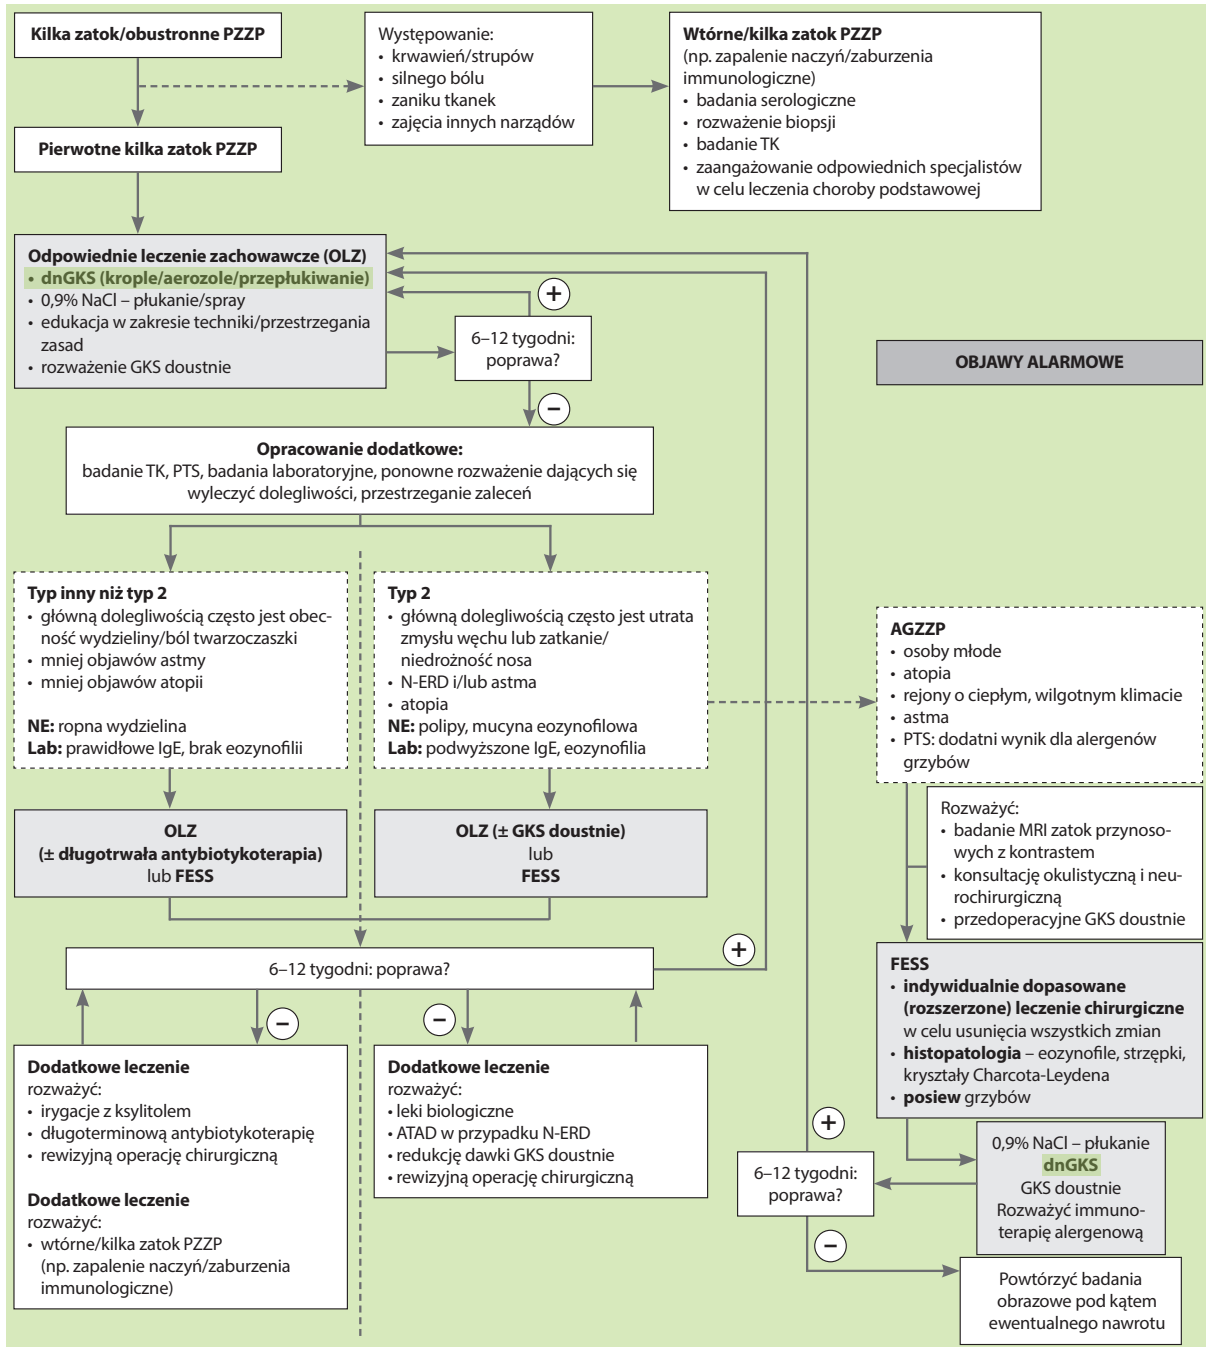 Kilka zatok/obustronne PZZP
Występowanie:
• krwawień/strupów
• silnego bólu
• zaniku tkanek
• zajęcia innych narządów
Wtórne/kilka zatok PZZP
(np. zapalenie naczyń/zaburzenia
immunologiczne)
• badania serologiczne
• rozważenie biopsji
• badanie TK
• zaangażowanie odpowiednich specjalistów
w celu leczenia choroby podstawowej
Pierwotne kilka zatok PZZP
Odpowiednie leczenie zachowawcze (OLZ)
• dnGKS (krople/aerozole/przepłukiwanie)
• 0,9% NaCl – płukanie/spray
• edukacja w zakresie techniki/przestrzegania
zasad
• rozważenie GKS doustnie
+
6–12 tygodni:
poprawa?
–
OBJAWY ALARMOWE
Opracowanie dodatkowe:
badanie TK, PTS, badania laboratoryjne, ponowne rozważenie dających się
wyleczyć dolegliwości, przestrzeganie zaleceń
Typ inny niż typ 2
• główną dolegliwością często jest obec-
ność wydzieliny/ból twarzoczaszki
• mniej objawów astmy
• mniej objawów atopii
NE: ropna wydzielina
Lab: prawidłowe IgE, brak eozynofilii
Typ 2
• główną dolegliwością często jest utrata
zmysłu węchu lub zatkanie/
niedrożność nosa
• N-ERD i/lub astma
• atopia
NE: polipy, mucyna eozynofilowa
Lab: podwyższone IgE, eozynofilia
AGZZP
• osoby młode
• atopia
• rejony o ciepłym, wilgotnym klimacie
• astma
• PTS: dodatni wynik dla alergenów
grzybów
OLZ
(± długotrwała antybiotykoterapia)
lub FESS
OLZ (± GKS doustnie)
lub
FESS
Rozważyć:
• badanie MRI zatok przynoso-
wych z kontrastem
• konsultację okulistyczną i neu-
rochirurgiczną
• przedoperacyjne GKS doustnie
6–12 tygodni: poprawa?
+
–
–
FESS
• indywidualnie dopasowane
(rozszerzone) leczenie chirurgiczne
w celu usunięcia wszystkich zmian
• histopatologia – eozynofile, strzępki,
kryształy Charcota-Leydena
• posiew grzybów
Dodatkowe leczenie
rozważyć:
• irygacje z ksylitolem
• długoterminową antybiotykoterapię
• rewizyjną operację chirurgiczną
Dodatkowe leczenie
rozważyć:
• wtórne/kilka zatok PZZP
(np. zapalenie naczyń/zaburzenia
immunologiczne)
Dodatkowe leczenie
rozważyć:
• leki biologiczne
• ATAD w przypadku N-ERD
• redukcję dawki GKS doustnie
• rewizyjną operację chirurgiczną
+
6–12 tygodni:
poprawa?
–
0,9% NaCl – płukanie
dnGKS
GKS doustnie
Rozważyć immuno-
terapię alergenową
Powtórzyć badania
obrazowe pod kątem
ewentualnego nawrotu